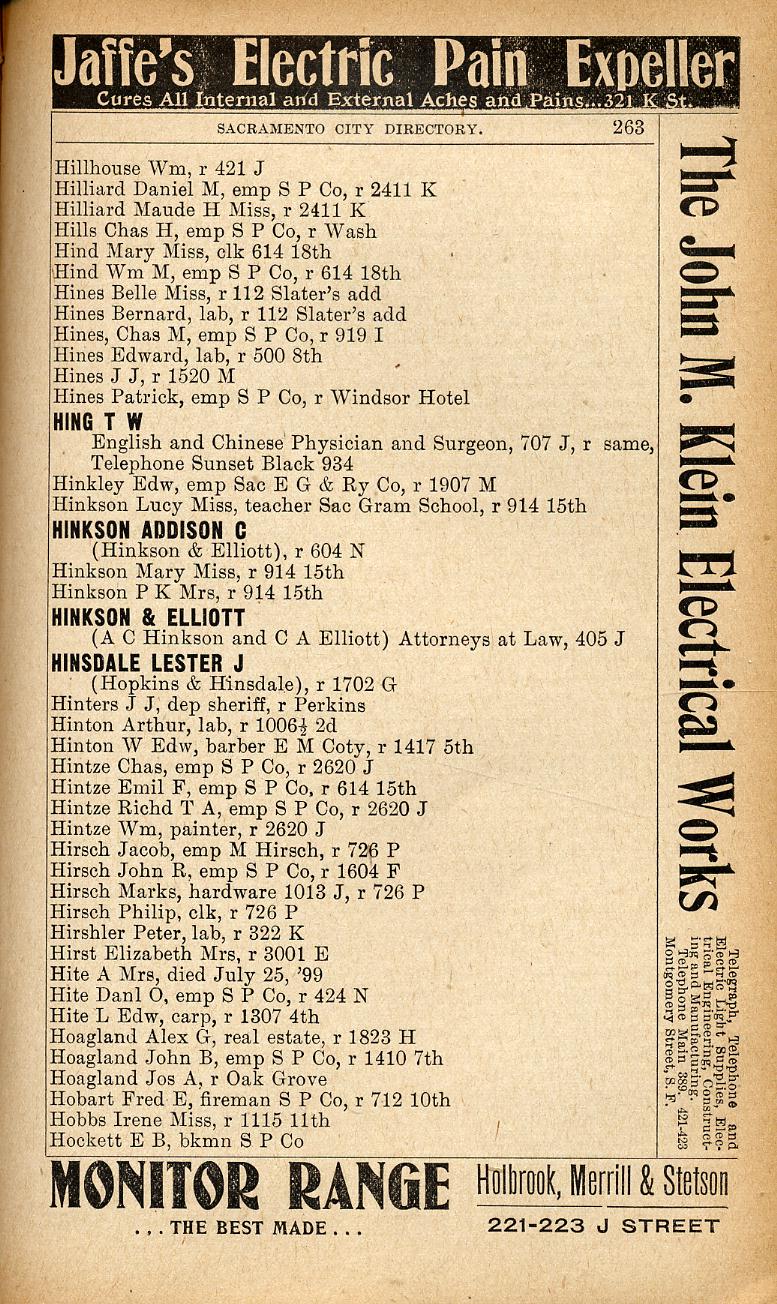 Jaffe's Electric Pain Expeller
Cures All Internal and External Aches and Pains...321 K St.
SACRAMENTO CITY DIRECTORY. 263
Hillhouse Wm, r 421 J
Hilliard Daniel M, emp S P Co, r 2411 K
Hilliard Maude H Miss, r 2411 K
Hills Chas H, emp S P Co, r Wash
Hind Mary Miss, clk 614 18th
Hind Wm M, emp S P Co, r 614 18th
Hines Belle Miss, r 112 Slater's add
Hines Bernard, lab, r 112 Slater's add
Hines, Chas M, emp S P Co, r 919 I
Hines Edward, lab, r 500 8th
Hines J J, r 1520 M
Hines Patrick, emp S P Co, r Windsor Hotel
HING T W
English and Chinese Physician and Surgeon, 707 J, r same,
Telephone Sunset Black 934
Hinkley Edw, emp Sac E G & Ry Co, r 1907 M
Hinkson Lucy Miss, teacher Sac Gram School, r 914 15th
HINKSON ADDISON C
(Hinkson & Elliott), r 604 N
Hinkson Mary Miss, r 914 15th
Hinkson P K Mrs, r 914 15th
HINKSON & ELLIOTT
(A C Hinkson and C A Elliott) Attorneys at Law, 405 J
HINSDALE LESTER J
(Hopkins & Hinsdale), r 1702 G
Hinters J J, dep sheriff, r Perkins
Hinton Arthur, lab, r 1006½ 2d
Hinton W Edw, barber E M Coty, r 1417 5th
Hintze Chas, emp S P Co, r 2620 J
Hintze Emil F, emp S P Co, r 614 15th
Hintze Richd T A, emp S P Co, r 2620 J
Hintze Wm, painter, r 2620 J
Hirsch Jacob, emp M Hirsch, r 726 P
Hirsch John R, emp S P Co, r 1604 F
Hirsch Marks, hardware 1013 J, r 726 P
Hirsch Philip, clk, r 726 P
Hirshler Peter, lab, r 322 K
Hirst Elizabeth Mrs, r 3001 E
Hite A Mrs, died July 25, '99
Hite Danl O, emp S P Co, r 424 N
Hite L Edw, carp, r 1307 4th
Hoagland Alex G, real estate, r 1823 H
Hoagland John B, emp S P Co, r 1410 7th
Hoagland Jos A, r Oak Grove
Hobart Fred E, fireman S P Co, r 712 10th
Hobbs Irene Miss, r 1115 11th
Hockett E B, bkmn S P Co
The John M. Klein Electrical Works
Telegraph, Telephone and
Electric Light Supplies, Elec-
trical Engineering, Construct-
ing and Manufacturing.
Telephone Main 389. 421-423
Montgomery Street, S. F.
MONITOR RANGE
...THE BEST MADE...
Holbrook, Merrill & Stetson
221-223 J STREET